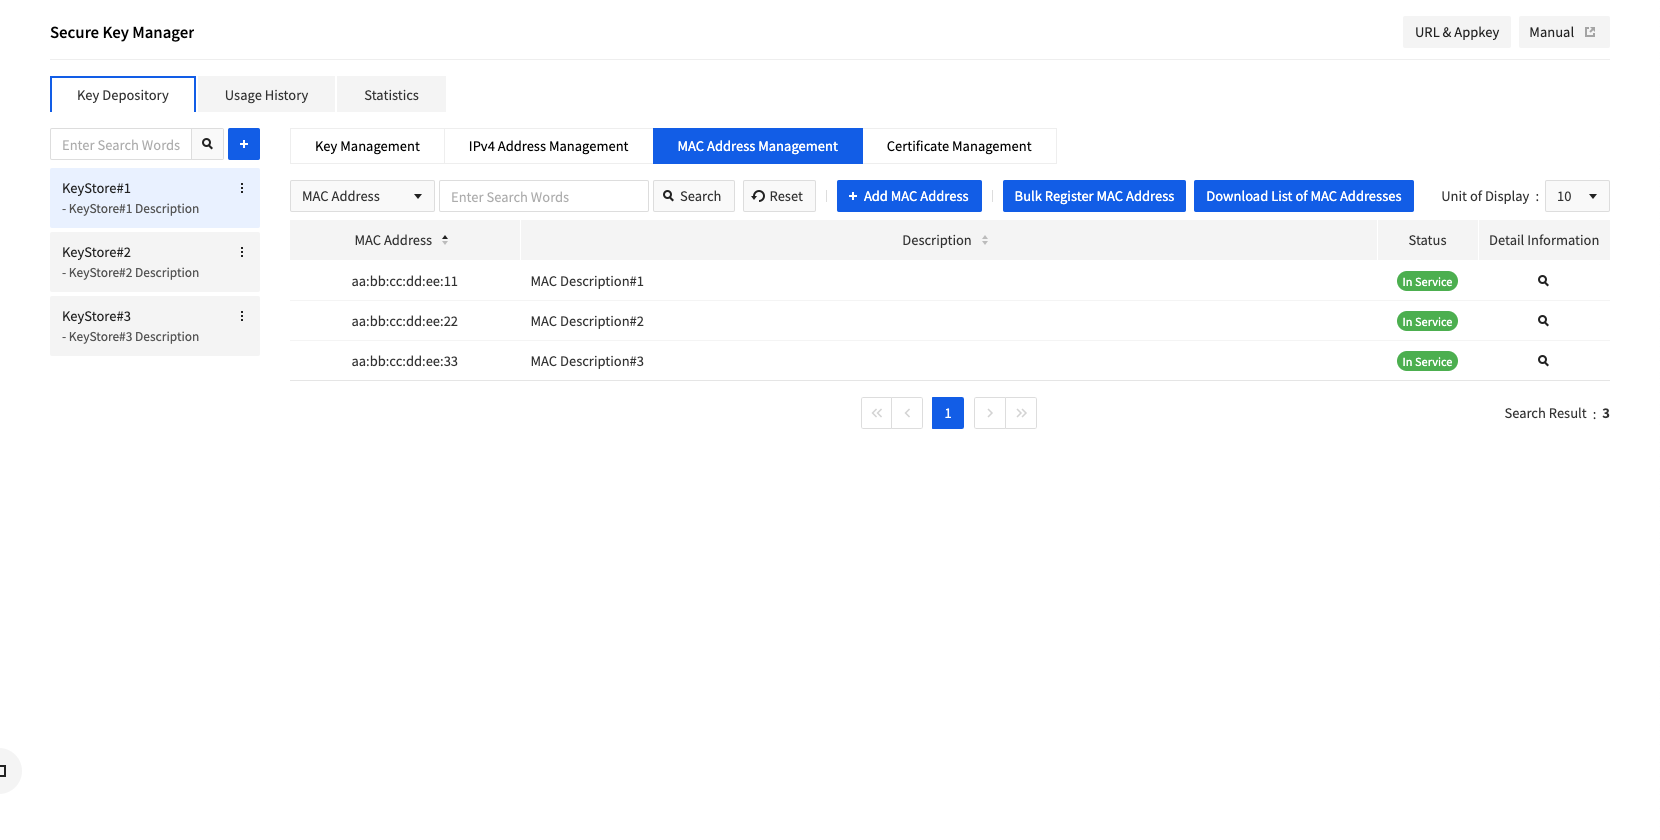 Secure Key Manager
URL & Appkey
Manual
Key Depository
Usage History
Statistics
Enter Search Words
+
KeyStore#1
- KeyStore#1 Description
KeyStore#2
- KeyStore#2 Description
KeyStore#3
- KeyStore#3 Description
Key Management
IPv4 Address Management
MAC Address Management
Certificate Management
MAC Address
Enter Search Words
Search
Reset
+ Add MAC Address
Bulk Register MAC Address
Download List of MAC Addresses
Unit of Display : 10
MAC Address Description Status Detail Information
aa:bb:cc:dd:ee:11 MAC Description#1 In Service
aa:bb:cc:dd:ee:22 MAC Description#2 In Service
aa:bb:cc:dd:ee:33 MAC Description#3 In Service
1
Search Result : 3